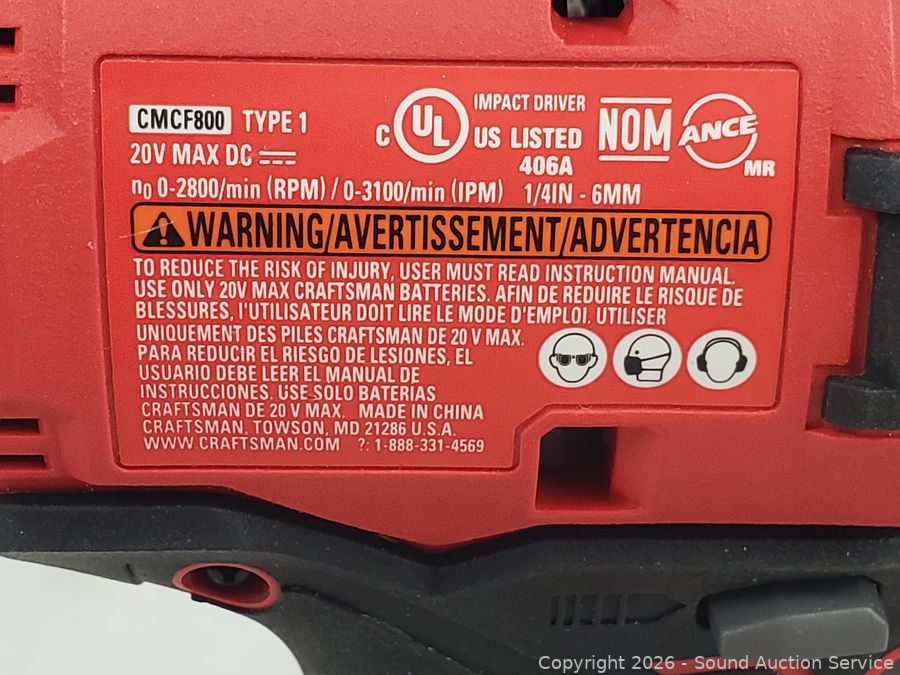 CMCF800 TYPE 1
20V MAX DC
C UL US LISTED
IMPACT DRIVER
406A
NOM ANCE MR
n0 0-2800/min (RPM) / 0-3100/min (IPM) 1/4IN - 6MM
WARNING/AVERTISSEMENT/ADVERTENCIA
TO REDUCE THE RISK OF INJURY, USER MUST READ INSTRUCTION MANUAL.
USE ONLY 20V MAX CRAFTSMAN BATTERIES. AFIN DE REDUIRE LE RISQUE DE
BLESSURES, l'UTILISATEUR DOIT LIRE LE MODE D'EMPLOI. UTILISER
UNIQUEMENT DES PILES CRAFTSMAN DE 20 V MAX.
PARA REDUCIR EL RIESGO DE LESIONES, EL
USUARIO DEBE LEER EL MANUAL DE
INSTRUCCIONES. USE SOLO BATERIAS
CRAFTSMAN DE 20 V MAX. MADE IN CHINA
CRAFTSMAN, TOWSON, MD 21286 U.S.A.
WWW.CRAFTSMAN.COM ?: 1-888-331-4569
Copyright 2026 - Sound Auction Service